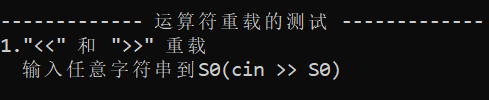 ------------- 运算符重载的测试 -------------
1."<<" 和 ">>" 重载
输入任意字符串到S0(cin >> S0)